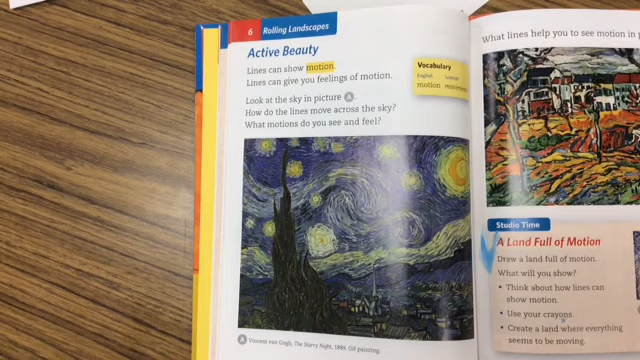 6 Rolling Landscapes
Active Beauty
Lines can show motion.
Lines can give you feelings of motion.
Look at the sky in picture A.
How do the lines move across the sky?
What motions do you see and feel?
Vocabulary
English
motion
A Vincent van Gogh, The Starry Night, 1889. Oil painting.
What lines help you to see motion in
Studio Time
A Land Full of Motion
Draw a land full of motion.
What will you show?
• Think about how lines can
show motion.
• Use your crayons.
• Create a land where everything
seems to be moving.